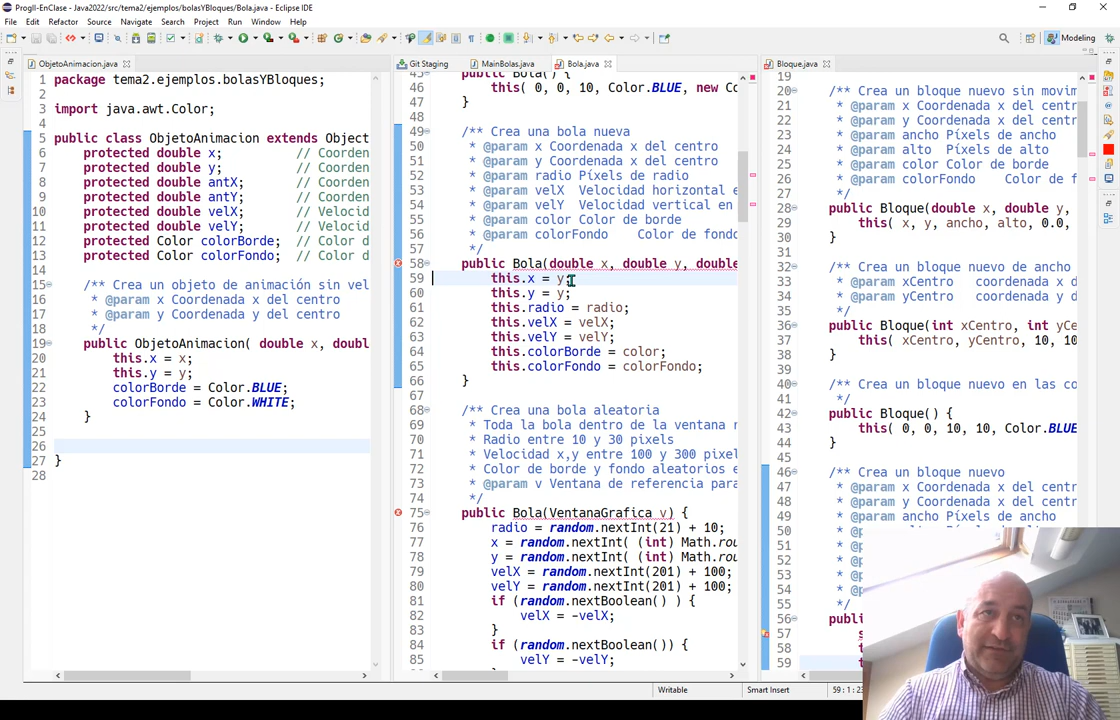 ProgII-EnClase - Java2022/src/tema2/ejemplos/bolasYBloques/Bola.java - Eclipse IDE
File Edit Refactor Source Navigate Search Project Run Window Help
Modeling
ObjetoAnimacion.java
1 package tema2.ejemplos.bolasYBloques;
2
3 import java.awt.Color;
4
5 public class ObjetoAnimacion extends Object
6 protected double x; // Coorden
7 protected double y; // Coorden
8 protected double antX; // Coorden
9 protected double antY; // Coorden
10 protected double velX; // Velocid
11 protected double velY; // Velocid
12 protected Color colorBorde; // Color d
13 protected Color colorFondo; // Color d
14
15 /** Crea un objeto de animación sin vel
16 * @param x Coordenada x del centro
17 * @param y Coordenada y del centro
18 */
19 public ObjetoAnimacion( double x, doubl
20 this.x = x;
21 this.y = y;
22 colorBorde = Color.BLUE;
23 colorFondo = Color.WHITE;
24 }
25
26
27 }
28
Git Staging MainBolas.java Bola.java
45 public Bola() {
46 this( 0, 0, 10, Color.BLUE, new Co
47 }
48
49 /** Crea una bola nueva
50 * @param x Coordenada x del centro
51 * @param y Coordenada y del centro
52 * @param radio Píxels de radio
53 * @param velX Velocidad horizontal e
54 * @param velY Velocidad vertical en
55 * @param color Color de borde
56 * @param colorFondo Color de fondo
57 */
58 public Bola(double x, double y, double
59 this.x = y;
60 this.y = y;
61 this.radio = radio;
62 this.velX = velX;
63 this.velY = velY;
64 this.colorBorde = color;
65 this.colorFondo = colorFondo;
66 }
67
68 /** Crea una bola aleatoria
69 * Toda la bola dentro de la ventana
70 * Radio entre 10 y 30 pixels
71 * Velocidad x,y entre 100 y 300 pixel
72 * Color de borde y fondo aleatorios e
73 * @param v Ventana de referencia para
74 */
75 public Bola(VentanaGrafica v) {
76 radio = random.nextInt(21) + 10;
77 x = random.nextInt( (int) Math.rou
78 y = random.nextInt( (int) Math.rou
79 velX = random.nextInt(201) + 100;
80 velY = random.nextInt(201) + 100;
81 if (random.nextBoolean() ) {
82 velX = -velX;
83 }
84 if (random.nextBoolean()) {
85 velY = -velY;
Bloque.java
19
20 /** Crea un bloque nuevo sin movim
21 * @param x Coordenada x del centr
22 * @param y Coordenada y del centr
23 * @param ancho Píxels de ancho
24 * @param alto Píxels de alto
25 * @param color Color de borde
26 * @param colorFondo Color de f
27 */
28 public Bloque(double x, double y,
29 this( x, y, ancho, alto, 0.0,
30 }
31
32 /** Crea un bloque nuevo de ancho
33 * @param xCentro coordenada x d
34 * @param yCentro coordenada y d
35 */
36 public Bloque(int xCentro, int yCe
37 this( xCentro, yCentro, 10, 10
38 }
39
40 /** Crea un bloque nuevo en las co
41 */
42 public Bloque() {
43 this( 0, 0, 10, 10, Color.BLUE
44 }
45
46 /** Crea un bloque nuevo
47 * @param x Coordenada x del centr
48 * @param y Coordenada y del centr
49 * @param ancho Píxels de ancho
50
51
52
53
54
55 */
56
57
58
59
Writable Smart Insert 59 : 1 : 23